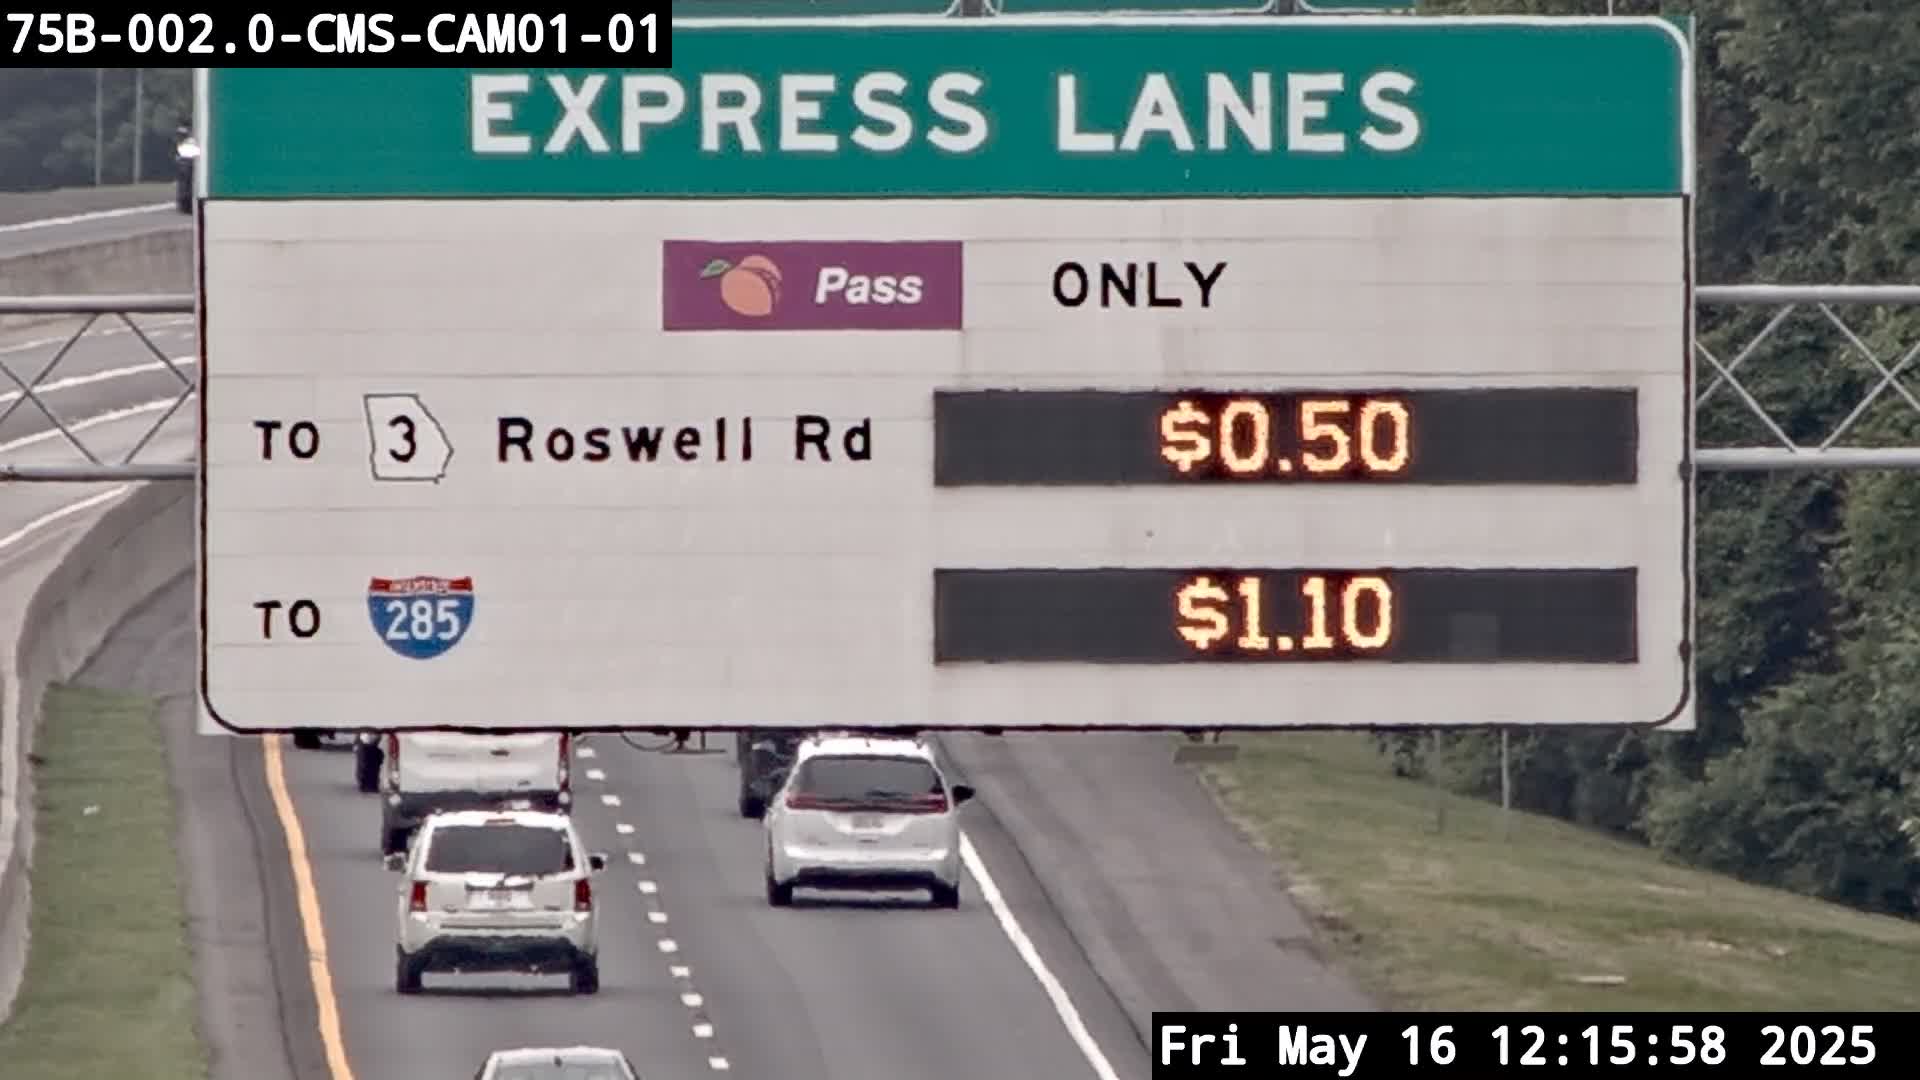 75B-002.0-CMS-CAM01-01
EXPRESS LANES
Pass ONLY
TO 3 Roswell Rd $0.50
TO INTERSTATE 285 $1.10
Fri May 16 12:15:58 2025